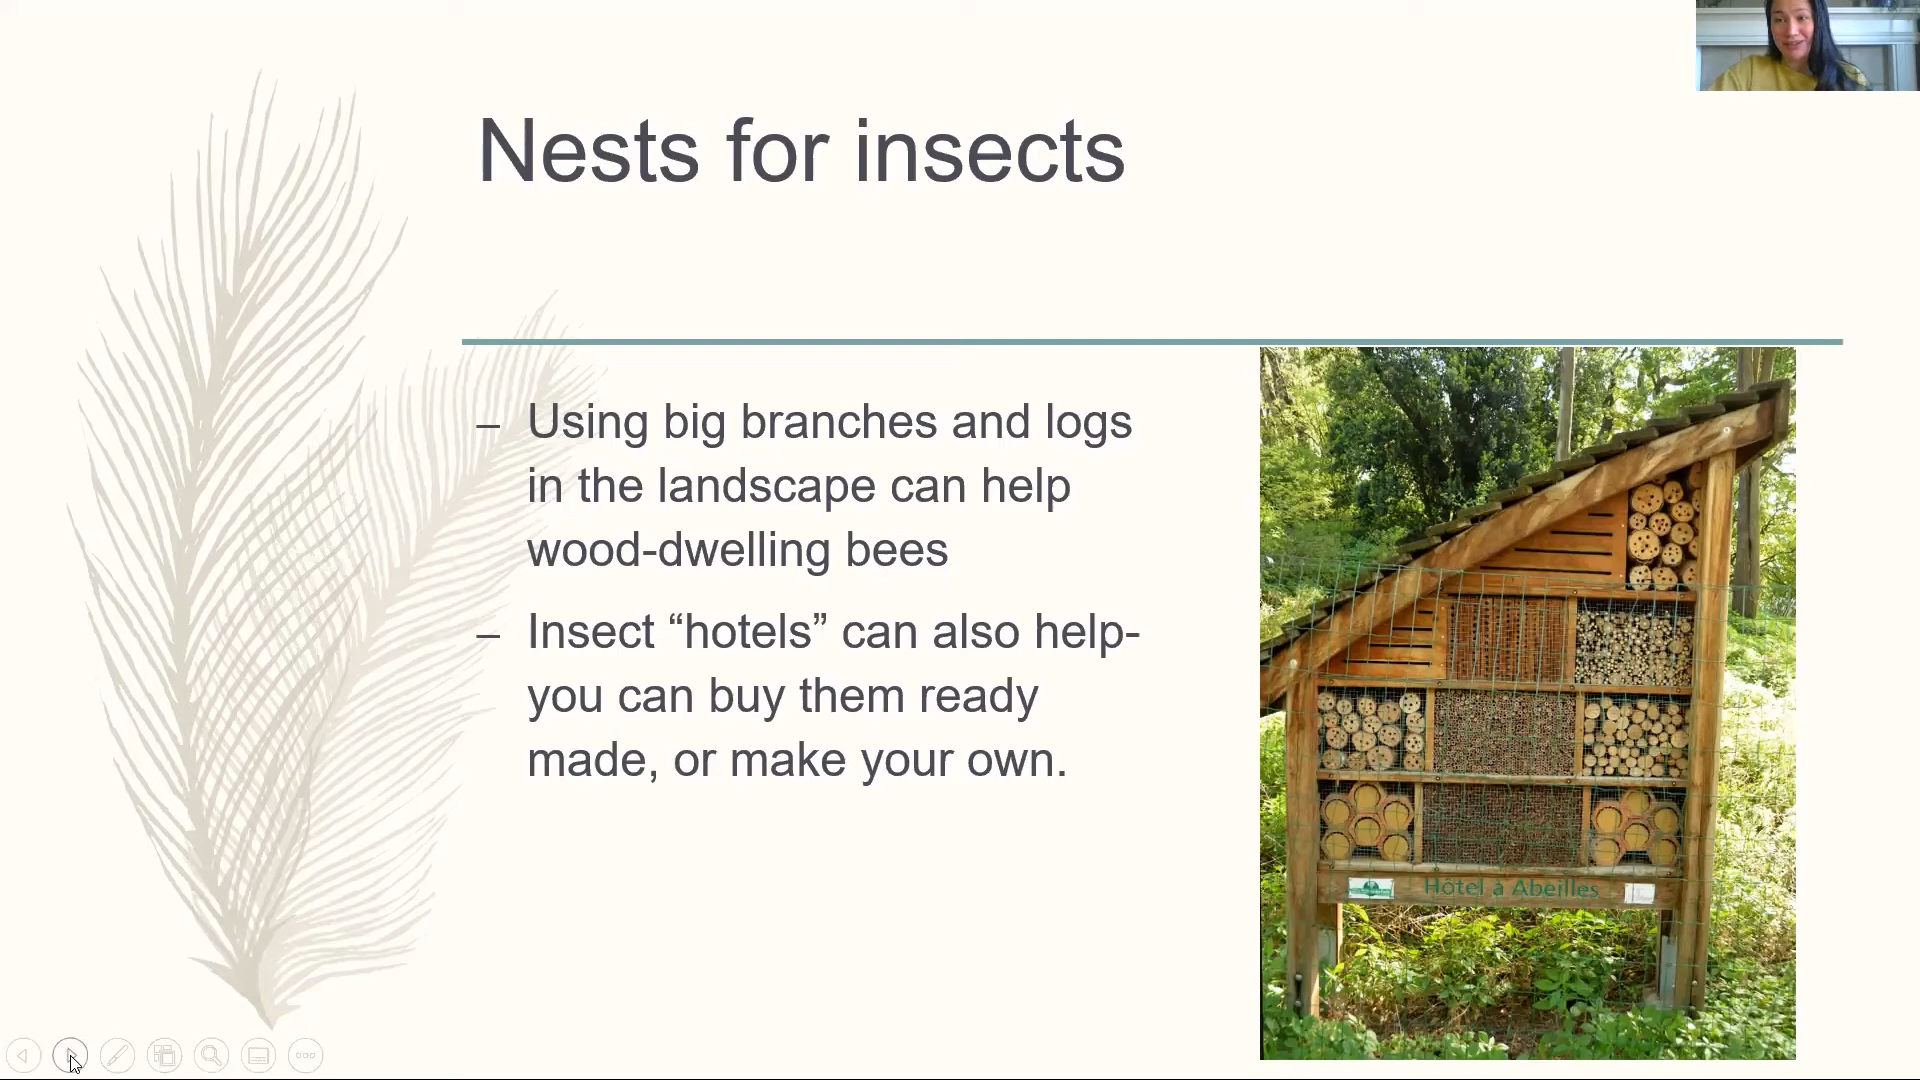 Nests for insects
– Using big branches and logs
in the landscape can help
wood-dwelling bees
– Insect “hotels” can also help-
you can buy them ready
made, or make your own.
Hôtel à Abeilles